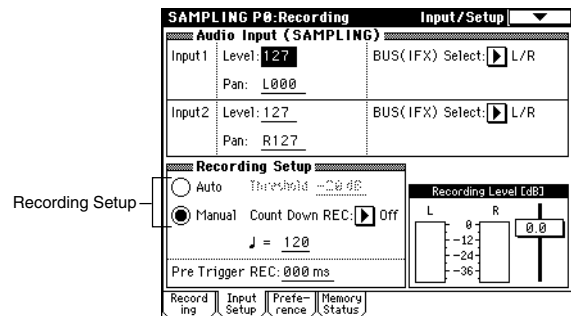 SAMPLING P0:Recording Input/Setup
Audio Input (SAMPLING)
Input1 Level: 127 BUS(IFX) Select: L/R
Pan: L000
Input2 Level: 127 BUS(IFX) Select: L/R
Pan: R127
Recording Setup
Auto Threshold -20 dB
Manual Count Down REC: Off
♩ = 120
Pre Trigger REC: 000 ms
Recording Setup
Recording Level [dB]
L R
0
-12
-24
-36
0.0
Record ing
Input Setup
Prefe- rence
Memory Status